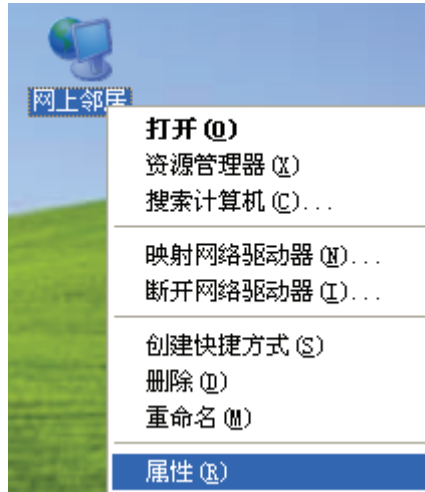 网上邻居
打开(O)
资源管理器(X)
搜索计算机(C)...
映射网络驱动器(N)...
断开网络驱动器(I)...
创建快捷方式(S)
删除(D)
重命名(M)
属性(R)